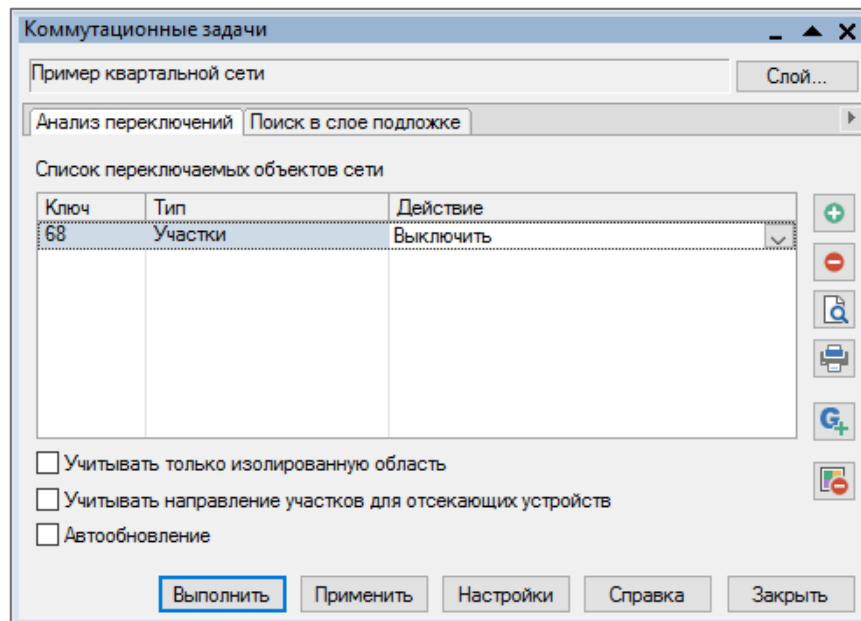 Коммутационные задачи
Пример квартальной сети
Слой...
Анализ переключений Поиск в слое подложке
Список переключаемых объектов сети
Ключ Тип Действие
68 Участки Выключить
G+
Учитывать только изолированную область
Учитывать направление участков для отсекающих устройств
Автообновление
Выполнить Применить Настройки Справка Закрыть